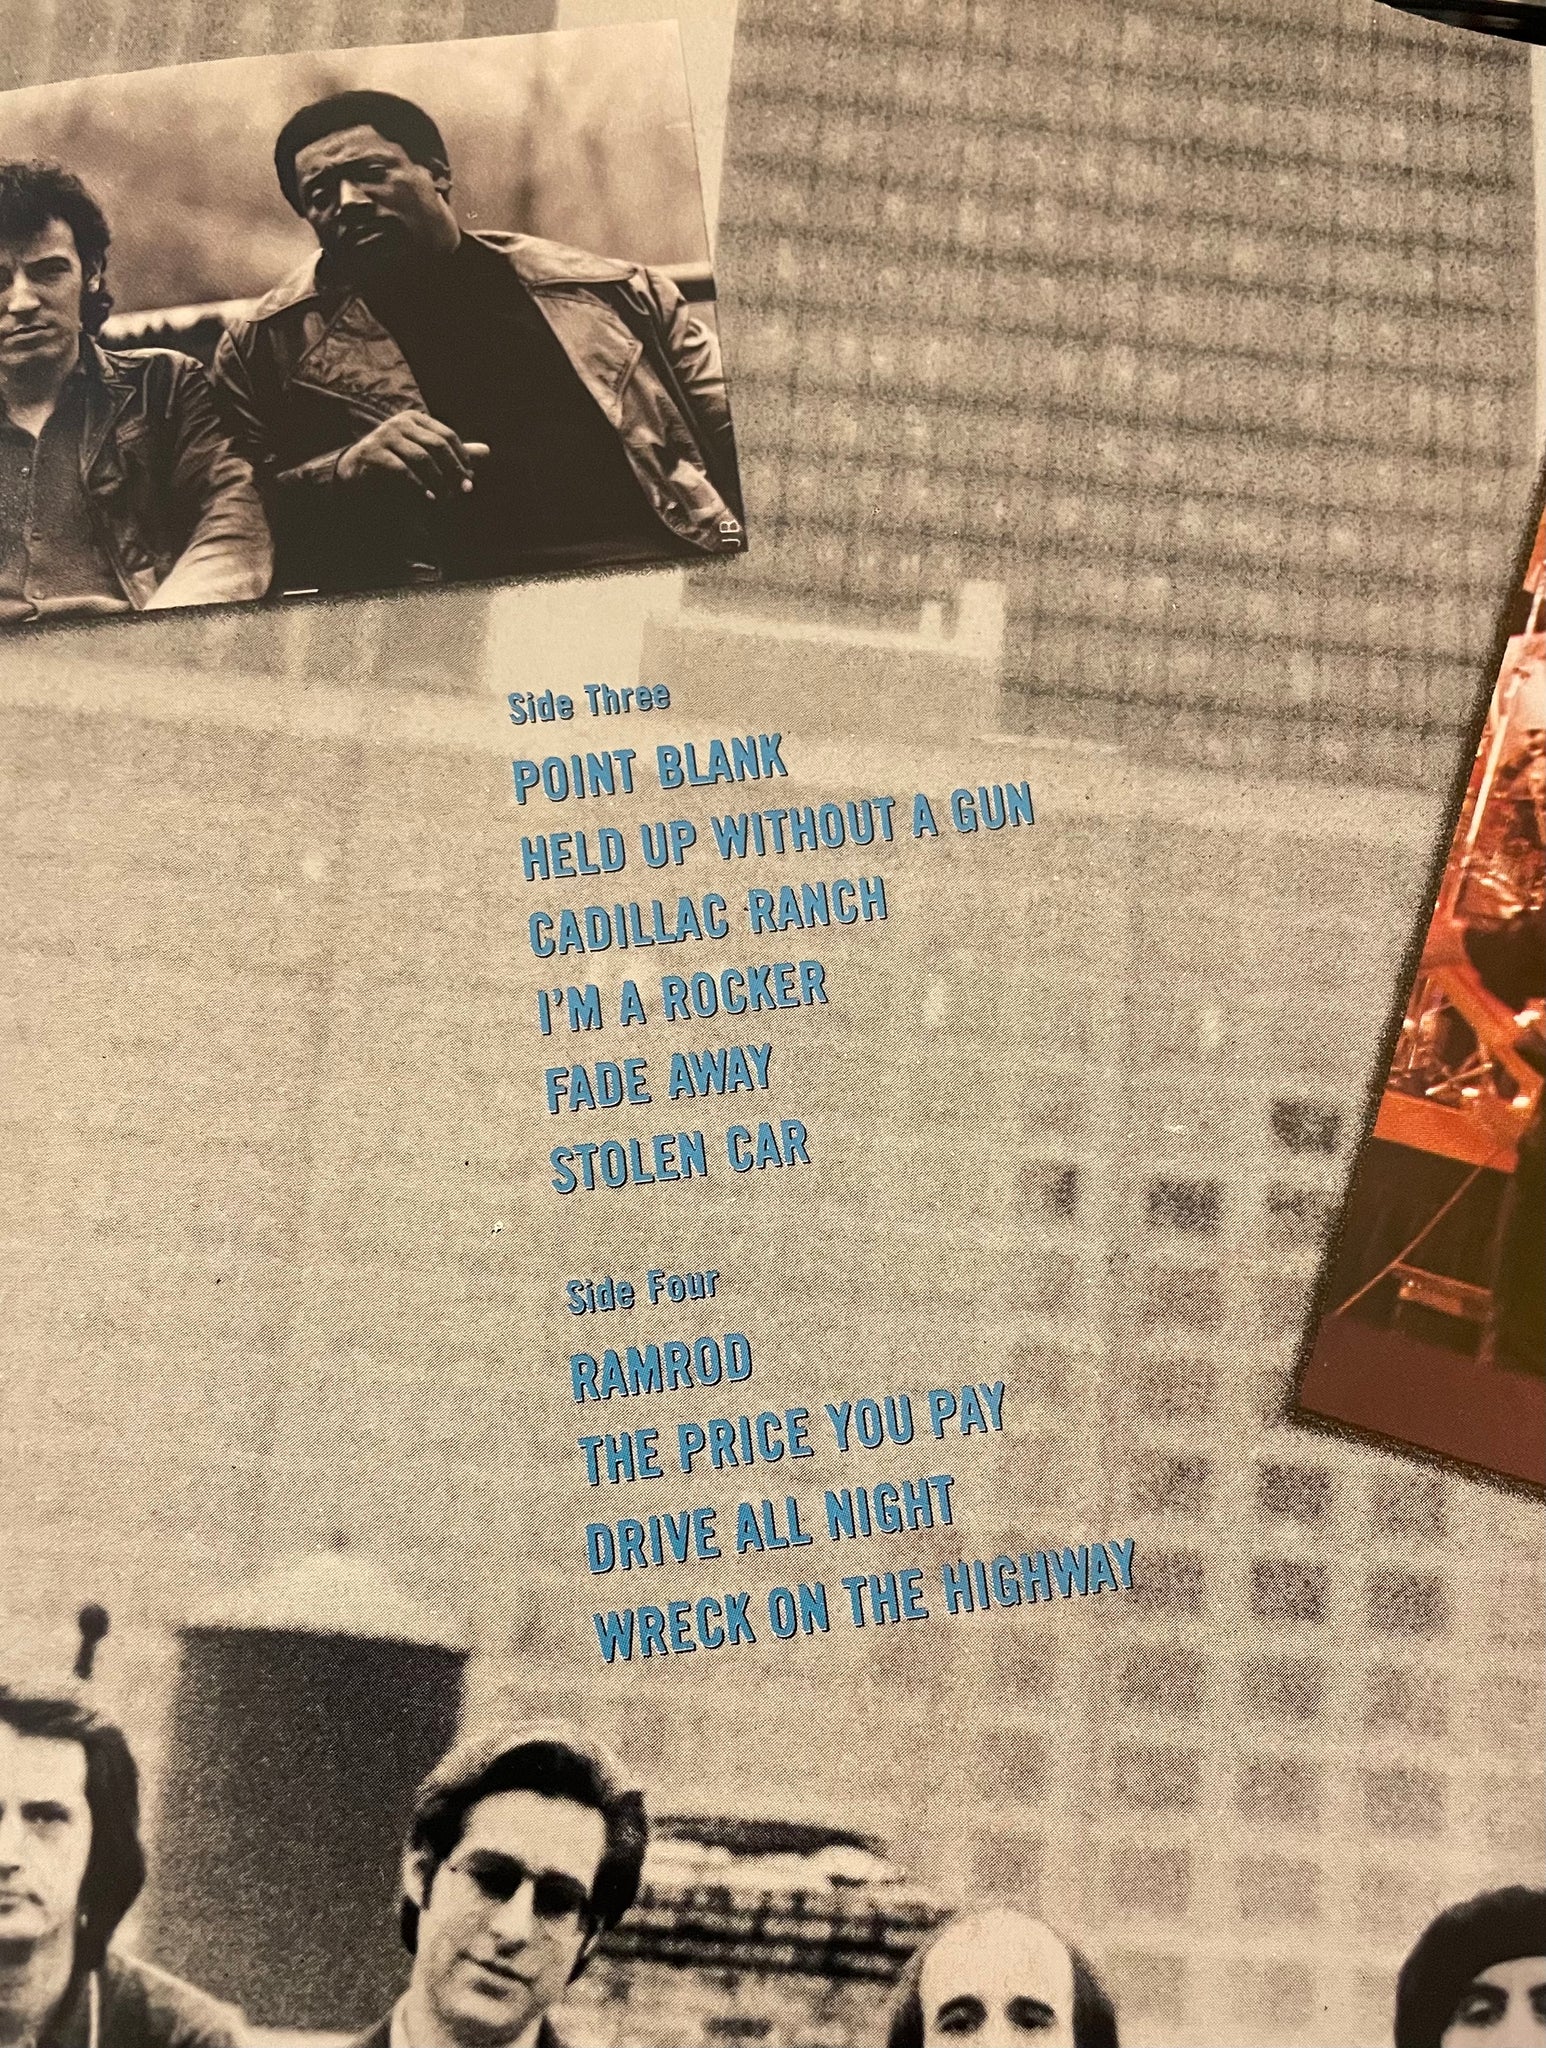 JB
Side Three
POINT BLANK
HELD UP WITHOUT A GUN
CADILLAC RANCH
I'M A ROCKER
FADE AWAY
STOLEN CAR
Side Four
RAMROD
THE PRICE YOU PAY
DRIVE ALL NIGHT
WRECK ON THE HIGHWAY